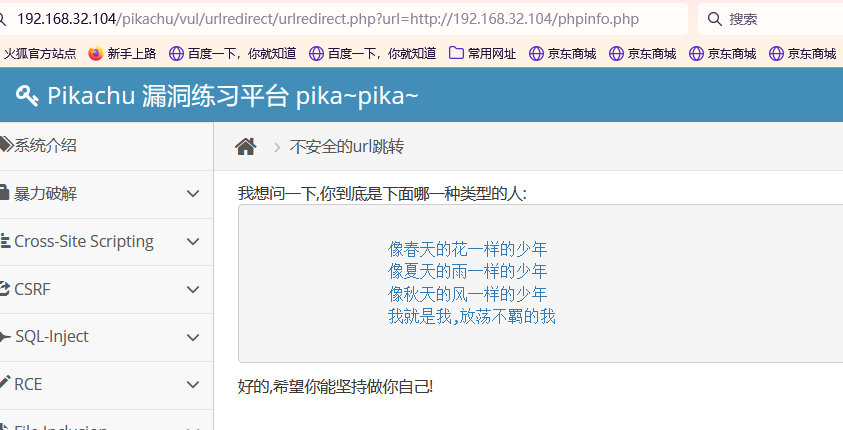 192.168.32.104/pikachu/vul/urlredirect/urlredirect.php?url=http://192.168.32.104/phpinfo.php
搜索
火狐官方站点 新手上路 百度一下，你就知道 百度一下，你就知道 常用网址 京东商城 京东商城 京东商城 京东商城
Pikachu 漏洞练习平台 pika~pika~
系统介绍
不安全的url跳转
暴力破解
Cross-Site Scripting
CSRF
SQL-Inject
RCE
File Inclusion
我想问一下,你到底是下面哪一种类型的人:
像春天的花一样的少年
像夏天的雨一样的少年
像秋天的风一样的少年
我就是我,放荡不羁的我
好的,希望你能坚持做你自己!